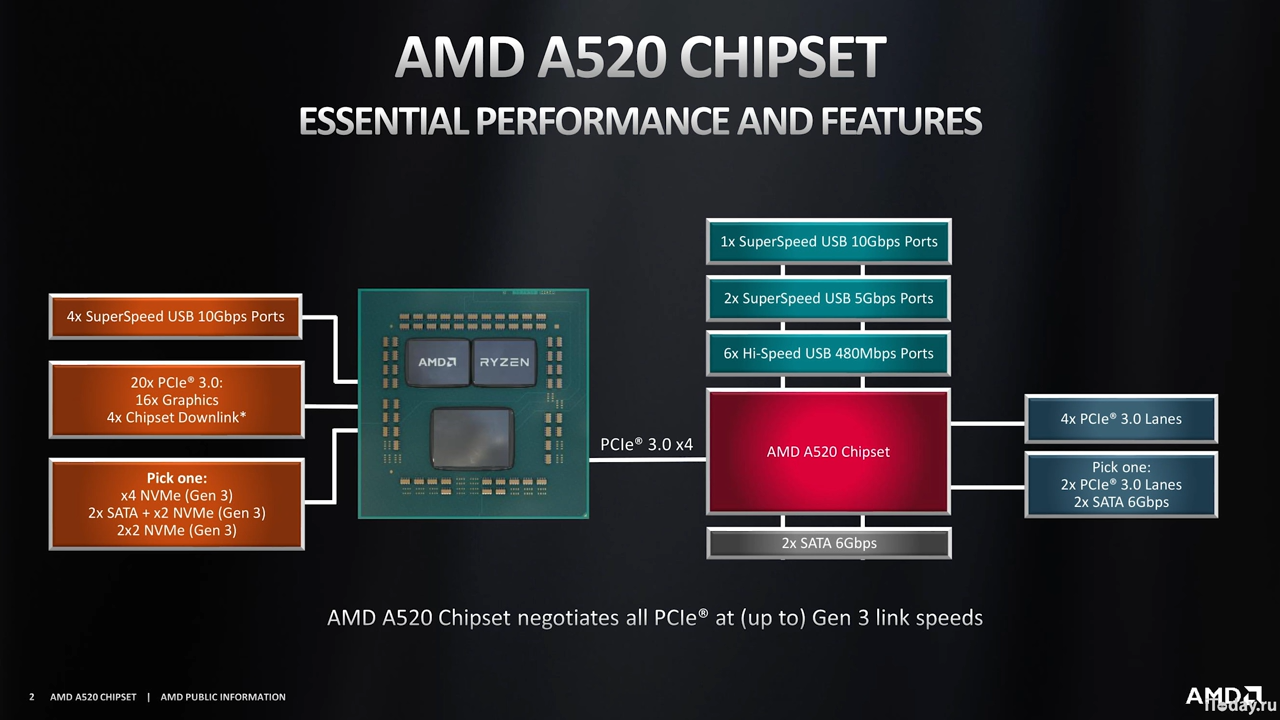 AMD A520 CHIPSET
ESSENTIAL PERFORMANCE AND FEATURES
4x SuperSpeed USB 10Gbps Ports
20x PCIe® 3.0:
16x Graphics
4x Chipset Downlink*
Pick one:
x4 NVMe (Gen 3)
2x SATA + x2 NVMe (Gen 3)
2x2 NVMe (Gen 3)
AMD
RYZEN
PCIe® 3.0 x4
1x SuperSpeed USB 10Gbps Ports
2x SuperSpeed USB 5Gbps Ports
6x Hi-Speed USB 480Mbps Ports
AMD A520 Chipset
2x SATA 6Gbps
4x PCIe® 3.0 Lanes
Pick one:
2x PCIe® 3.0 Lanes
2x SATA 6Gbps
AMD A520 Chipset negotiates all PCIe® at (up to) Gen 3 link speeds
2 AMD A520 CHIPSET | AMD PUBLIC INFORMATION
AMD
iToday.ru